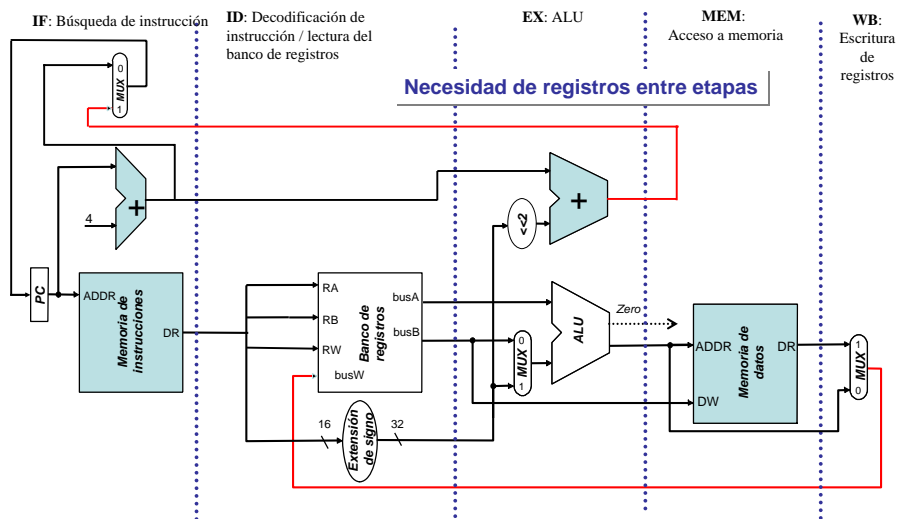 IF: Búsqueda de instrucción
ID: Decodificación de
instrucción / lectura del
banco de registros
EX: ALU
MEM:
Acceso a memoria
WB:
Escritura
de
registros
Necesidad de registros entre etapas
0
MUX
1
+
4
+
<<2
PC
ADDR
Memoria de
instrucciones
DR
RA
RB
RW
busW
Banco de
registros
busA
busB
0
MUX
1
ALU
Zero
ADDR
DW
Memoria de
datos
DR
1
MUX
0
16
Extensión
de signo
32